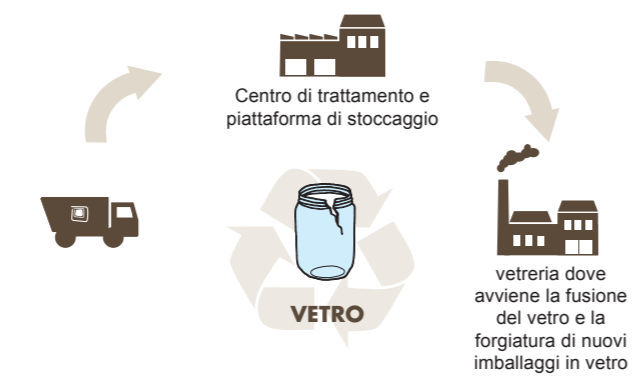 Centro di trattamento e
piattaforma di stoccaggio
VETRO
vetreria dove
avviene la fusione
del vetro e la
forgiatura di nuovi
imballaggi in vetro